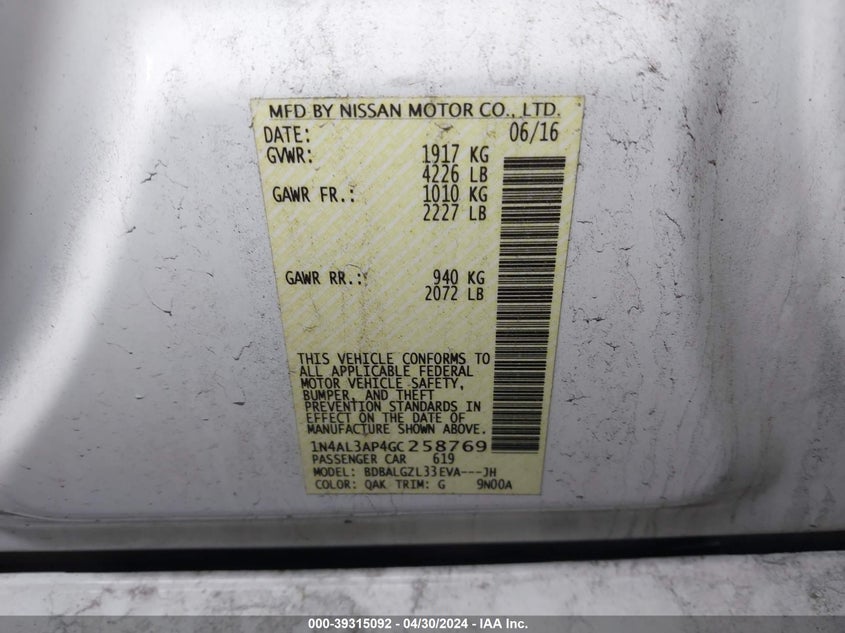 MFD BY NISSAN MOTOR CO., LTD.
DATE: 06/16
GVWR: 1917 KG
4226 LB
GAWR FR.: 1010 KG
2227 LB
GAWR RR.: 940 KG
2072 LB
THIS VEHICLE CONFORMS TO
ALL APPLICABLE FEDERAL
MOTOR VEHICLE SAFETY,
BUMPER, AND THEFT
PREVENTION STANDARDS IN
EFFECT ON THE DATE OF
MANUFACTURE SHOWN ABOVE.
1N4AL3AP4GC258769
PASSENGER CAR 619
MODEL: BDBALGZL33EVA---JH
COLOR: QAK TRIM: G 9N00A
000-39315092 - 04/30/2024 - IAA Inc.